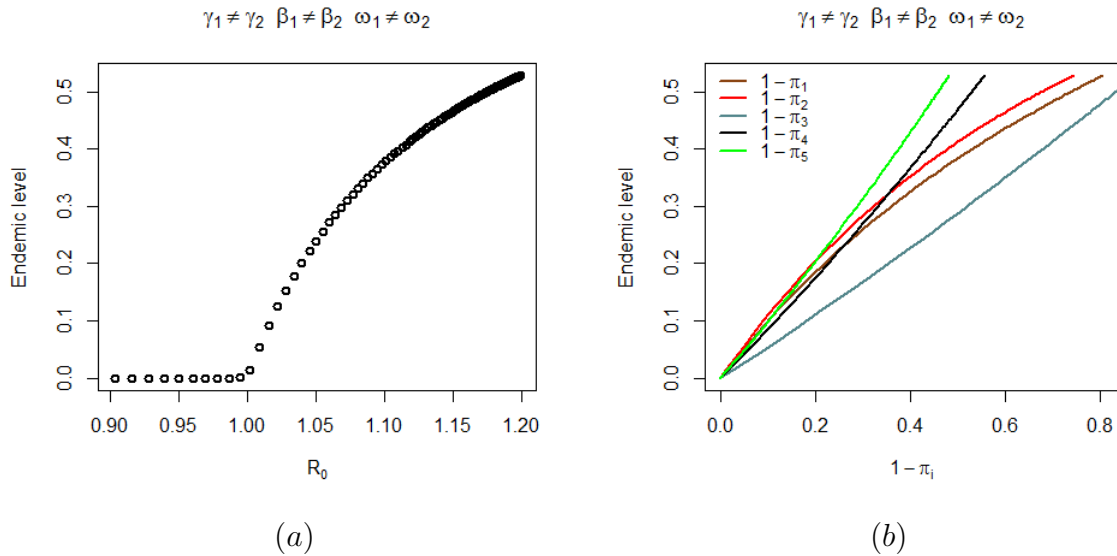 γ₁ ≠ γ₂ β₁ ≠ β₂ ω₁ ≠ ω₂
Endemic level
0.0 0.1 0.2 0.3 0.4 0.5
0.90 0.95 1.00 1.05 1.10 1.15 1.20
R₀
(a)
γ₁ ≠ γ₂ β₁ ≠ β₂ ω₁ ≠ ω₂
Endemic level
0.0 0.1 0.2 0.3 0.4 0.5
1 − π₁
1 − π₂
1 − π₃
1 − π₄
1 − π₅
0.0 0.2 0.4 0.6 0.8
1 − πᵢ
(b)